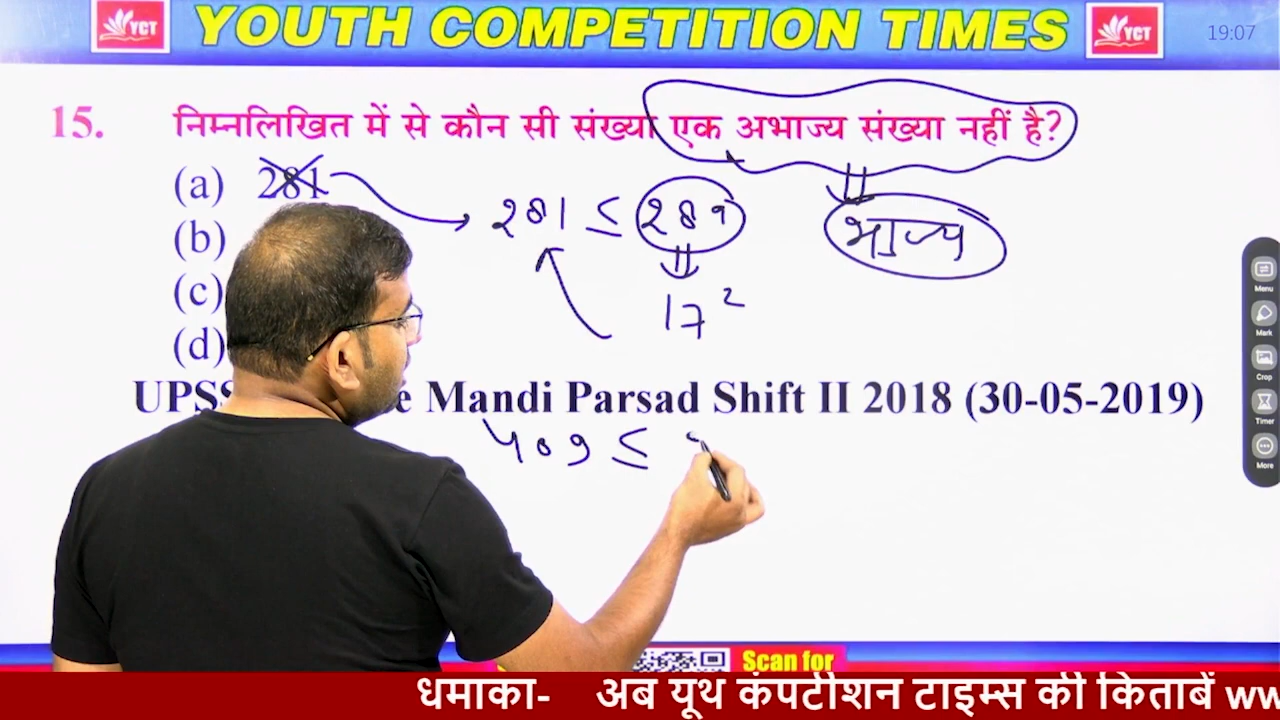 YCT
YOUTH COMPETITION TIMES
YCT
19:07
15. निम्नलिखित में से कौन सी संख्या एक अभाज्य संख्या नहीं है?
(a) 281
281 ≤ 289
भाज्य
(b)
(c)
17²
(d)
Mandi Parsad Shift II 2018 (30-05-2019)
409 ≤
Menu
Mark
Crop
Timer
More
Scan for
धमाका- अब यूथ कंपटीशन टाइम्स की किताबें